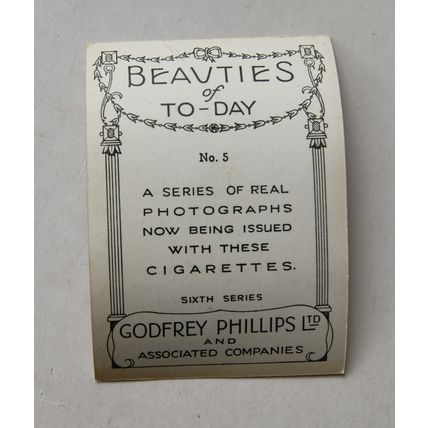 BEAUTIES
of
TO-DAY
No. 5
A SERIES OF REAL
PHOTOGRAPHS
NOW BEING ISSUED
WITH THESE
CIGARETTES.
SIXTH SERIES
GODFREY PHILLIPS LTD
AND
ASSOCIATED COMPANIES